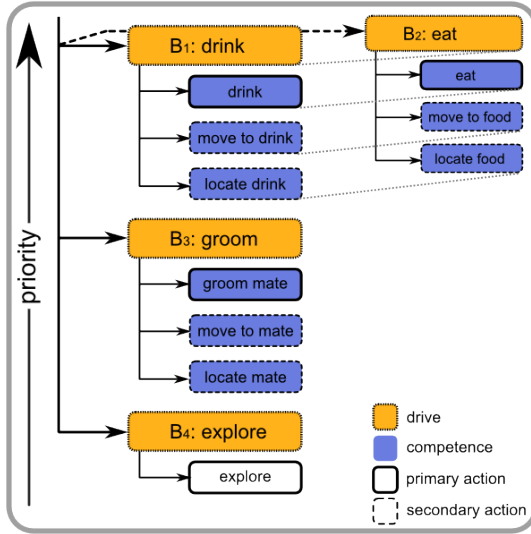 priority
B₁: drink
drink
move to drink
locate drink
B₂: eat
eat
move to food
locate food
B₃: groom
groom mate
move to mate
locate mate
B₄: explore
explore
drive
competence
primary action
secondary action